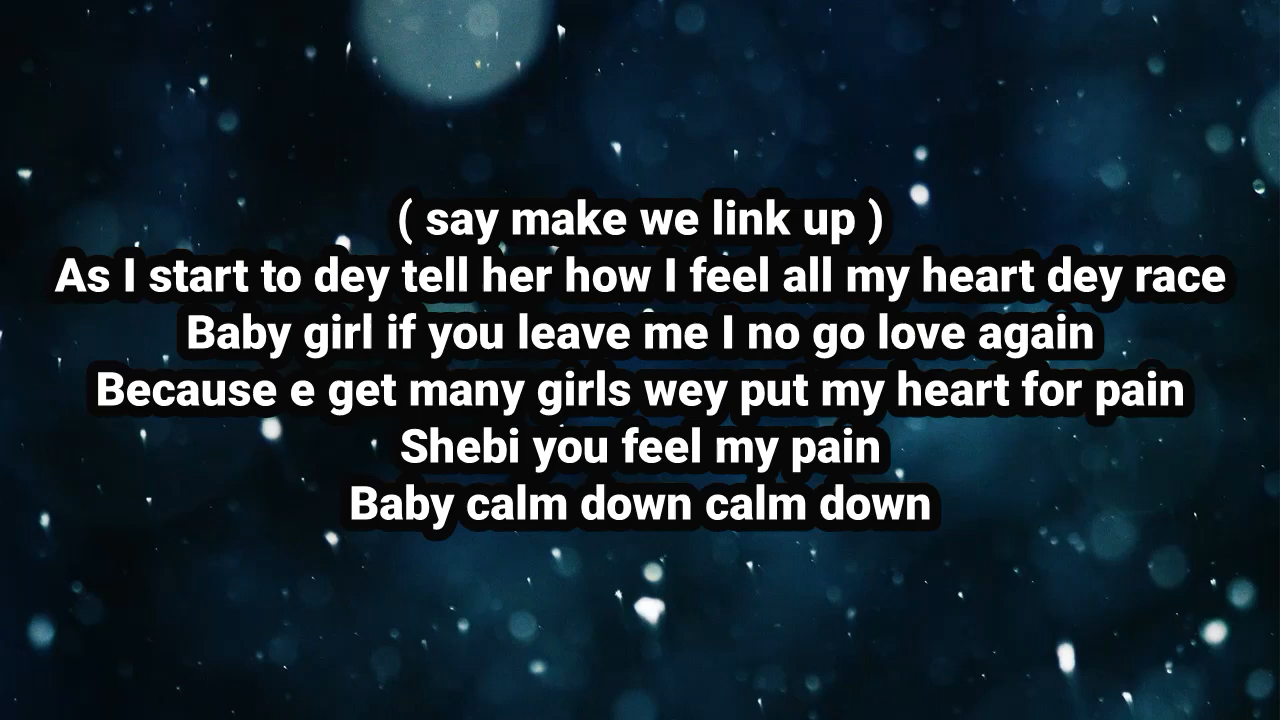 ( say make we link up )
As I start to dey tell her how I feel all my heart dey race
Baby girl if you leave me I no go love again
Because e get many girls wey put my heart for pain
Shebi you feel my pain
Baby calm down calm down